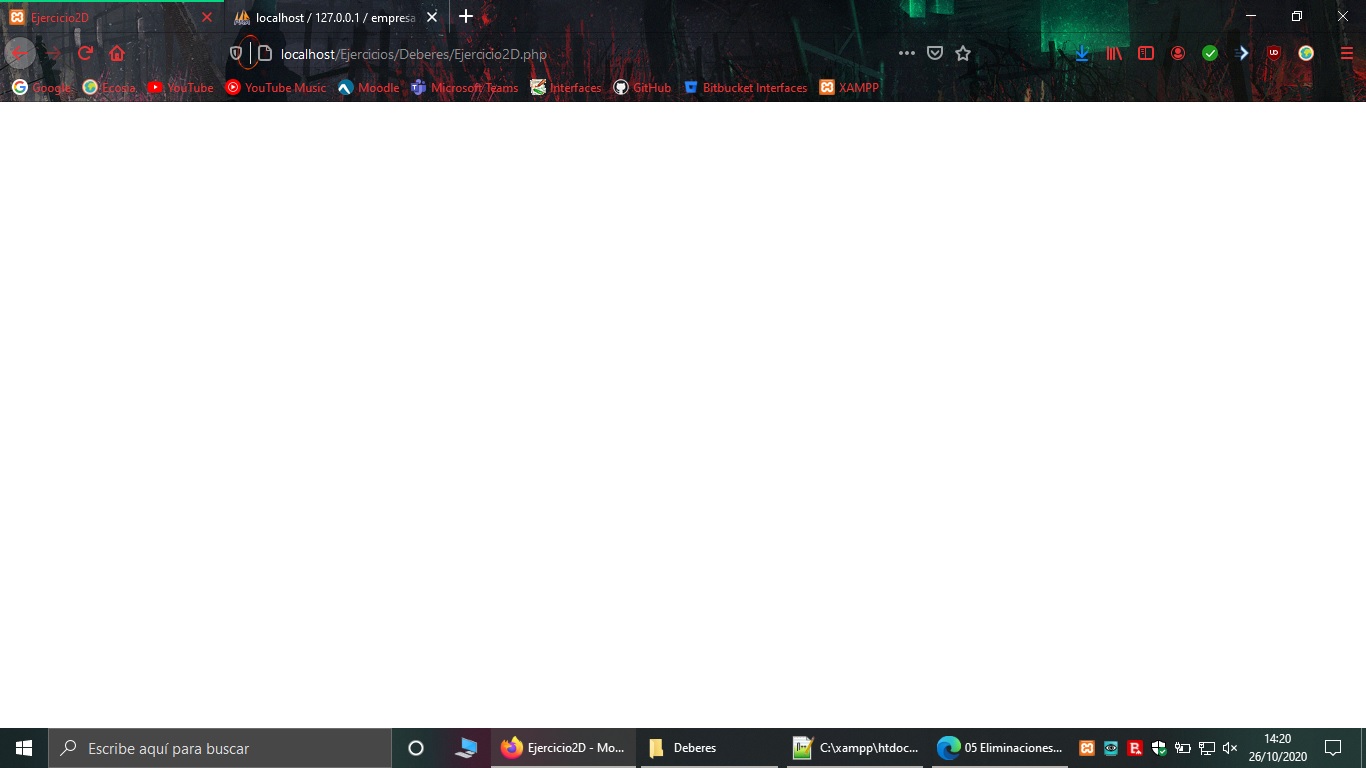 Ejercicio2D localhost / 127.0.0.1 / empresa
localhost/Ejercicios/Deberes/Ejercicio2D.php
Google Ecosia YouTube YouTube Music Moodle Microsoft Teams Interfaces GitHub Bitbucket Interfaces XAMPP
Escribe aquí para buscar Ejercicio2D - Mo... Deberes C:\xampp\htdoc... 05 Eliminaciones... 14:20
26/10/2020